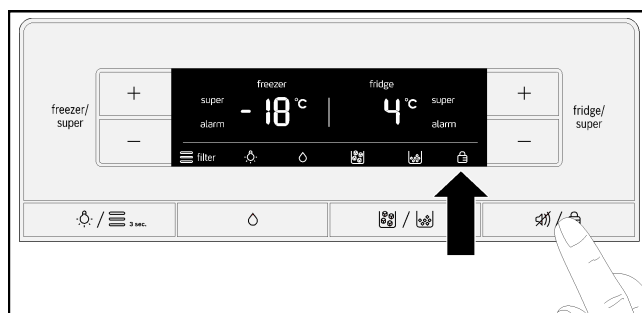 freezer/
super
+
−
freezer
super
alarm
- 18 °C
fridge
4 °C
super
alarm
filter
+
−
fridge/
super
/ 3 sec.
/
/